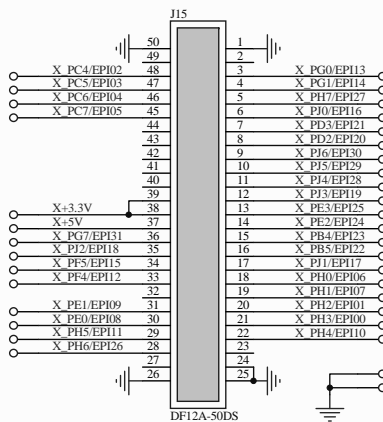 J15
50 1
49 2
X_PC4/EPI02 48 3 X_PG0/EPI13
X_PC5/EPI03 47 4 X_PG1/EPI14
X_PC6/EPI04 46 5 X_PH7/EPI27
X_PC7/EPI05 45 6 X_PJ0/EPI16
44 7 X_PD3/EPI21
43 8 X_PD2/EPI20
42 9 X_PJ6/EPI30
41 10 X_PJ5/EPI29
40 11 X_PJ4/EPI28
39 12 X_PJ3/EPI19
X+3.3V 38 13 X_PE3/EPI25
X+5V 37 14 X_PE2/EPI24
X_PG7/EPI31 36 15 X_PB4/EPI23
X_PJ2/EPI18 35 16 X_PB5/EPI22
X_PF5/EPI15 34 17 X_PJ1/EPI17
X_PF4/EPI12 33 18 X_PH0/EPI06
32 19 X_PH1/EPI07
X_PE1/EPI09 31 20 X_PH2/EPI01
X_PE0/EPI08 30 21 X_PH3/EPI00
X_PH5/EPI11 29 22 X_PH4/EPI10
X_PH6/EPI26 28 23
27 24
26 25
DF12A-50DS